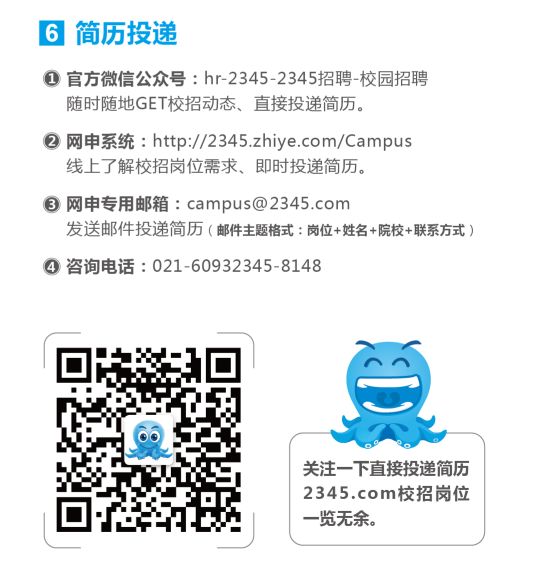 6 简历投递
❶ 官方微信公众号：hr-2345-2345招聘-校园招聘
随时随地GET校招动态、直接投递简历。
❷ 网申系统：http://2345.zhiye.com/Campus
线上了解校招岗位需求、即时投递简历。
❸ 网申专用邮箱：campus@2345.com
发送邮件投递简历（邮件主题格式：岗位+姓名+院校+联系方式）
❹ 咨询电话：021-60932345-8148
关注一下直接投递简历
2345.com校招岗位
一览无余。